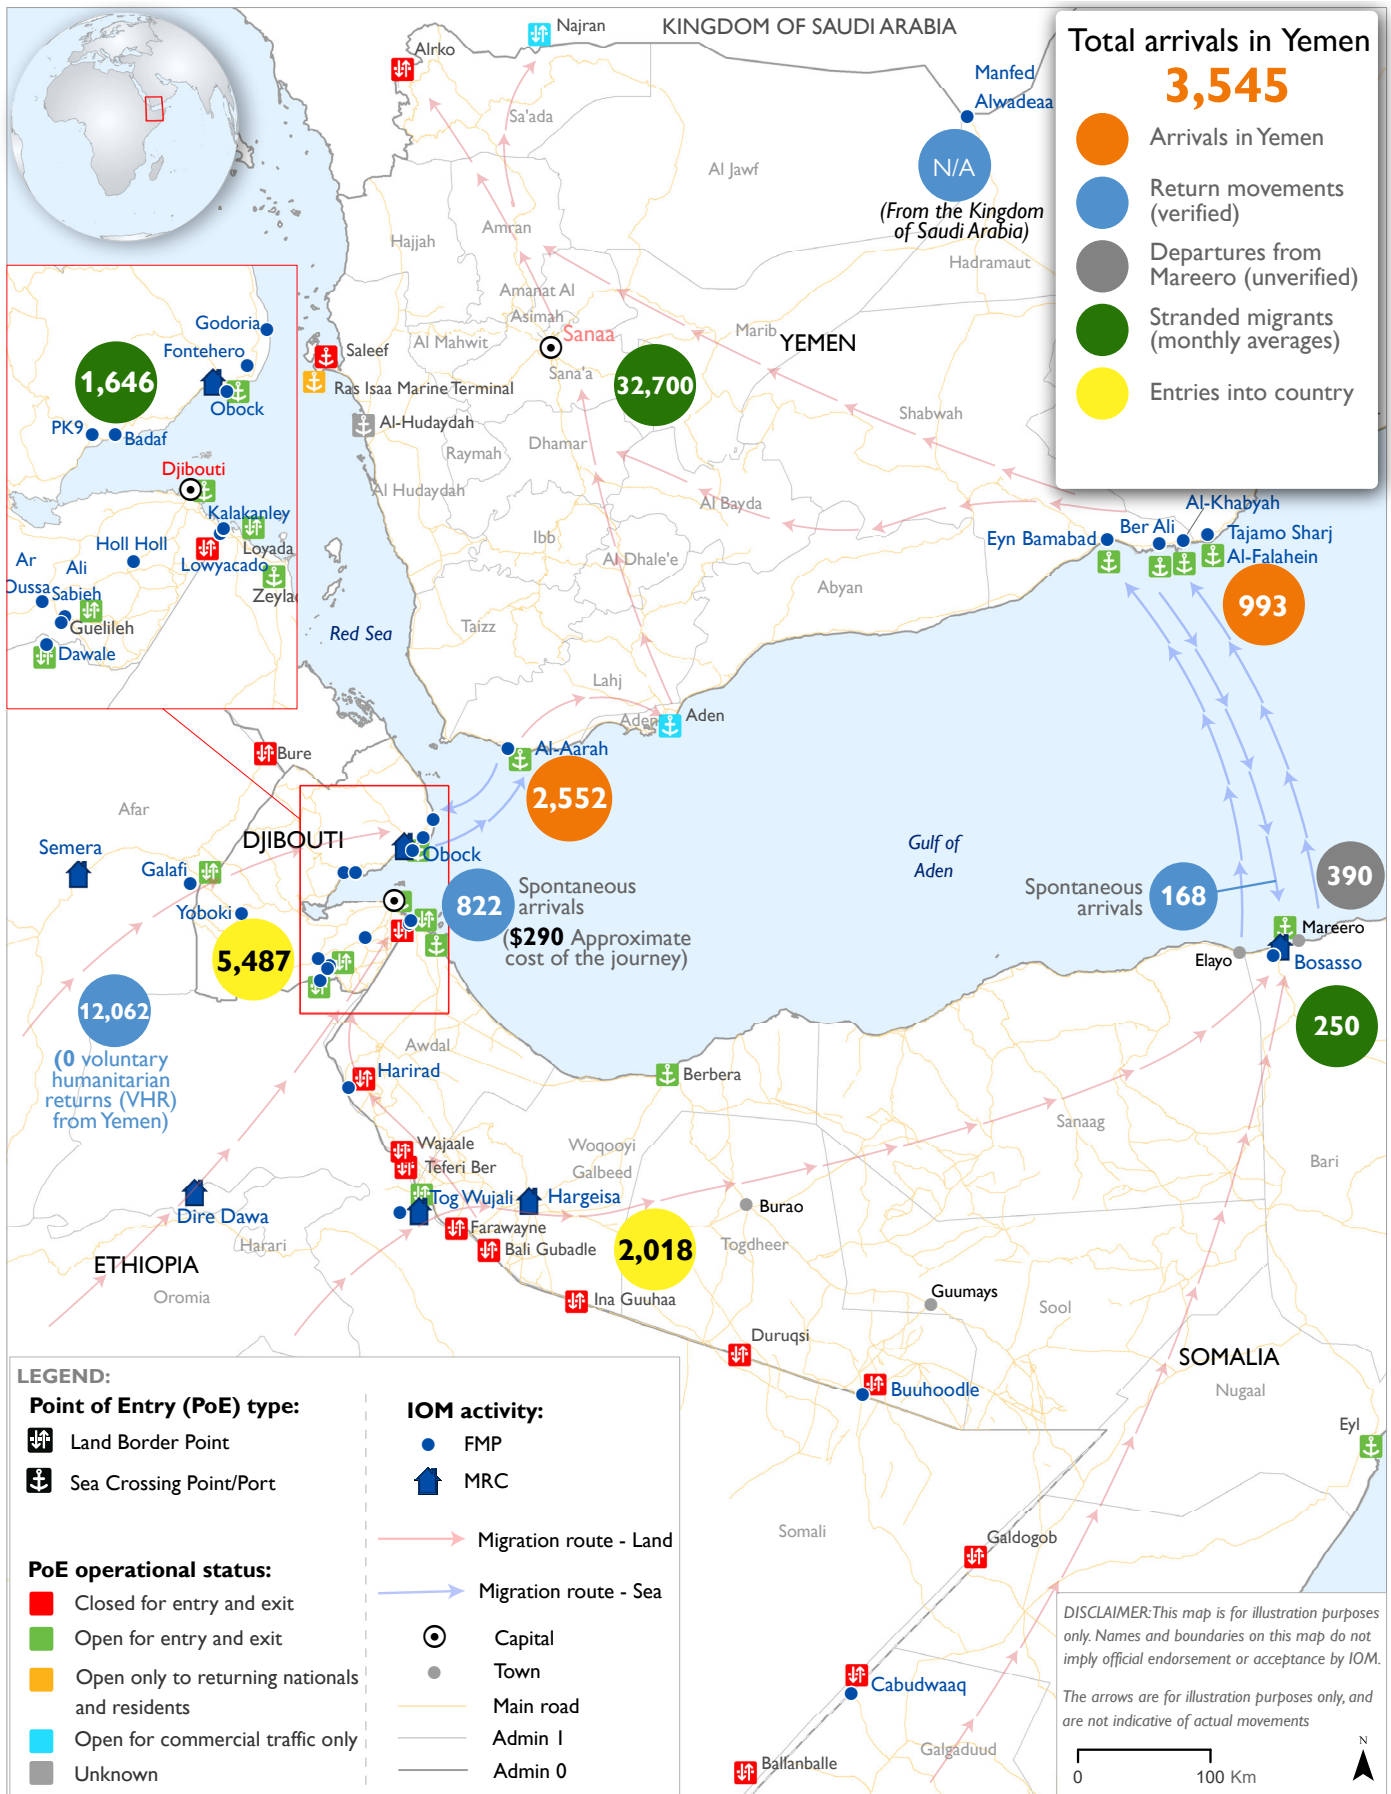 Najran
KINGDOM OF SAUDI ARABIA
Alrko
Manfed
Alwadeaa
Sa'ada
Al Jawf
N/A
(From the Kingdom
of Saudi Arabia)
Hajjah
Amran
Hadramaut
Amanat Al
Asimah
Sanaa
Al Mahwit
Marib
YEMEN
Saleef
Sana'a
Ras Isaa Marine Terminal
32,700
Al-Hudaydah
Shabwah
Dhamar
Raymah
Al Hudaydah
Al Bayda
Ibb
Al Dhale'e
Abyan
Taizz
Red Sea
Lahj
Aden
Aden
Total arrivals in Yemen
3,545
Arrivals in Yemen
Return movements
(verified)
Departures from
Mareero (unverified)
Stranded migrants
(monthly averages)
Entries into country
Al-Khabyah
Eyn Bamabad
Ber Ali
Tajamo Sharj
Al-Falahein
993
Godoria
Fontehero
1,646
Obock
PK9
Badaf
Djibouti
Kalakanley
Loyada
Holl Holl
Lowyacado
Ar
Oussa
Ali
Sabieh
Zeylac
Guelileh
Dawale
Bure
Al-Aarah
2,552
Afar
DJIBOUTI
Semera
Galafi
Obock
Yoboki
5,487
822
Spontaneous
arrivals
($290 Approximate
cost of the journey)
Gulf of
Aden
Spontaneous
arrivals
168
390
Mareero
Elayo
Bosasso
250
12,062
(0 voluntary
humanitarian
returns (VHR)
from Yemen)
Awdal
Harirad
Berbera
Sanaag
Bari
Wajaale
Teferi Ber
Woqooyi
Galbeed
Tog Wujali
Hargeisa
Burao
Dire Dawa
Farawayne
Bali Gubadle
2,018
Togdheer
Harari
ETHIOPIA
Oromia
Ina Guuhaa
Guumays
Sool
Duruqsi
SOMALIA
Nugaal
Buuhoodle
Eyl
Somali
Galdogob
Cabudwaaq
Galgaduud
Ballanballe
LEGEND:
Point of Entry (PoE) type:
Land Border Point
Sea Crossing Point/Port
PoE operational status:
Closed for entry and exit
Open for entry and exit
Open only to returning nationals
and residents
Open for commercial traffic only
Unknown
IOM activity:
FMP
MRC
Migration route - Land
Migration route - Sea
Capital
Town
Main road
Admin 1
Admin 0
DISCLAIMER: This map is for illustration purposes
only. Names and boundaries on this map do not
imply official endorsement or acceptance by IOM.
The arrows are for illustration purposes only, and
are not indicative of actual movements
N
0 100 Km